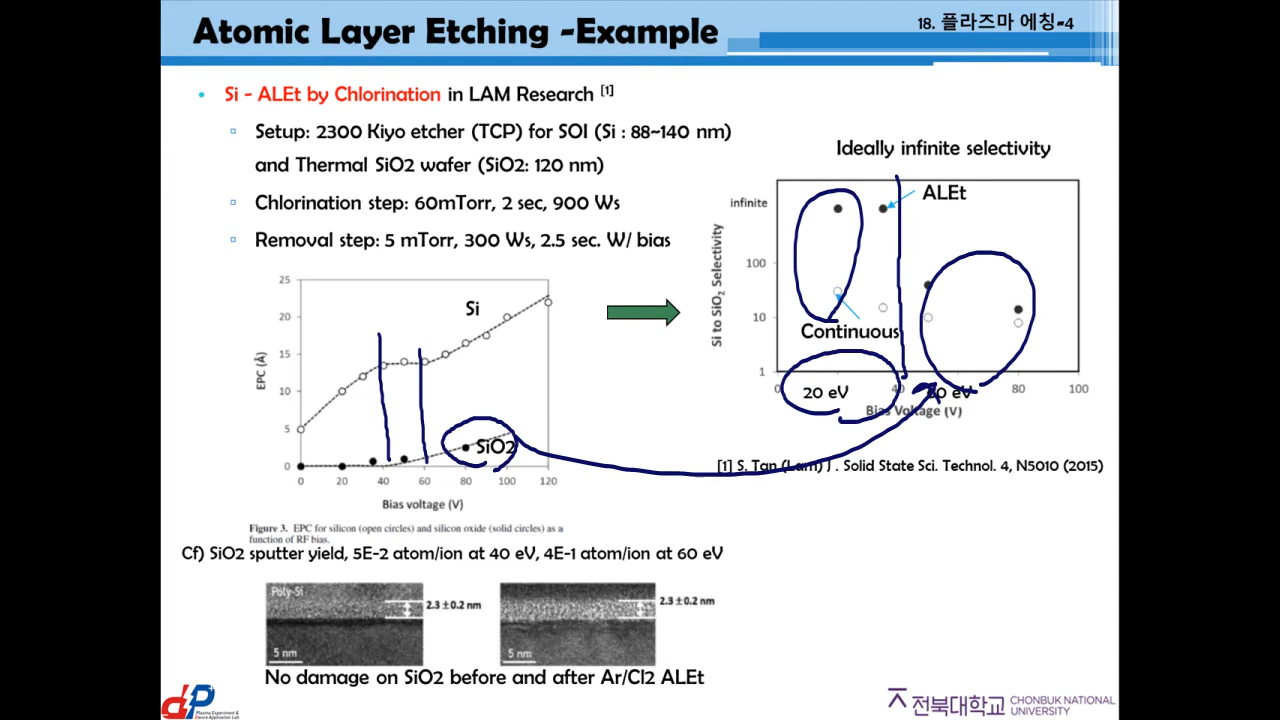 Atomic Layer Etching -Example
18. 플라즈마 에칭-4
• Si - ALEt by Chlorination in LAM Research [1]
Setup: 2300 Kiyo etcher (TCP) for SOI (Si : 88~140 nm)
and Thermal SiO2 wafer (SiO2: 120 nm)
Chlorination step: 60mTorr, 2 sec, 900 Ws
Removal step: 5 mTorr, 300 Ws, 2.5 sec. W/ bias
Ideally infinite selectivity
infinite
100
10
1
Si to SiO2 Selectivity
ALEt
Continuous
0 40 80 100
20 eV 60 eV
Bias Voltage (V)
25
20
15
10
5
0
EPC (Å)
Si
SiO2
0 20 40 60 80 100 120
Bias voltage (V)
[1] S. Tan (Lam) J . Solid State Sci. Technol. 4, N5010 (2015)
Figure 3. EPC for silicon (open circles) and silicon oxide (solid circles) as a
function of RF bias.
Cf) SiO2 sputter yield, 5E-2 atom/ion at 40 eV, 4E-1 atom/ion at 60 eV
Poly-Si
2.3 ± 0.2 nm
5 nm
2.3 ± 0.2 nm
5 nm
No damage on SiO2 before and after Ar/Cl2 ALEt
dP
Plasma Experiment &
Device Application Lab
전북대학교 CHONBUK NATIONAL
UNIVERSITY